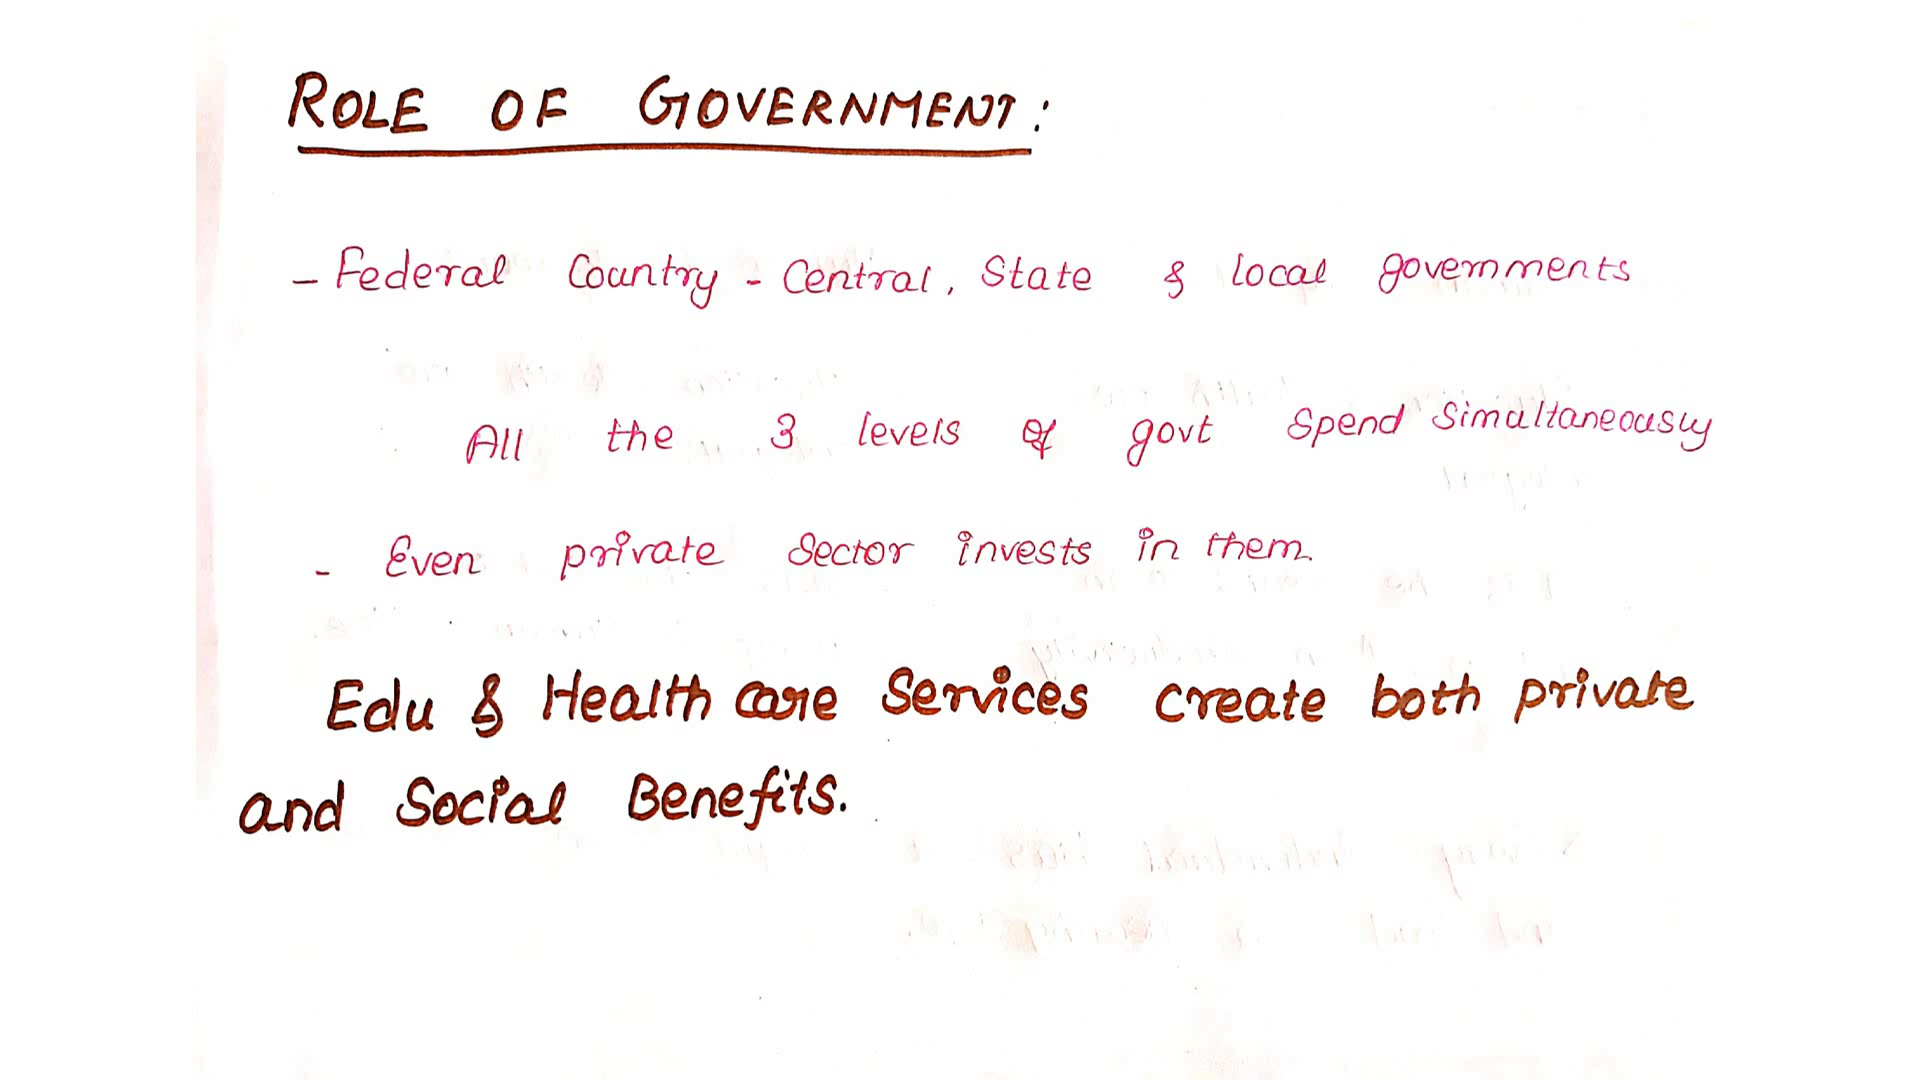 ROLE OF GOVERNMENT:
- Federal Country - Central, State & local governments
All the 3 levels of govt Spend Simultaneously
- Even private Sector invests in them.
Edu & Health care Services create both private
and Social Benefits.